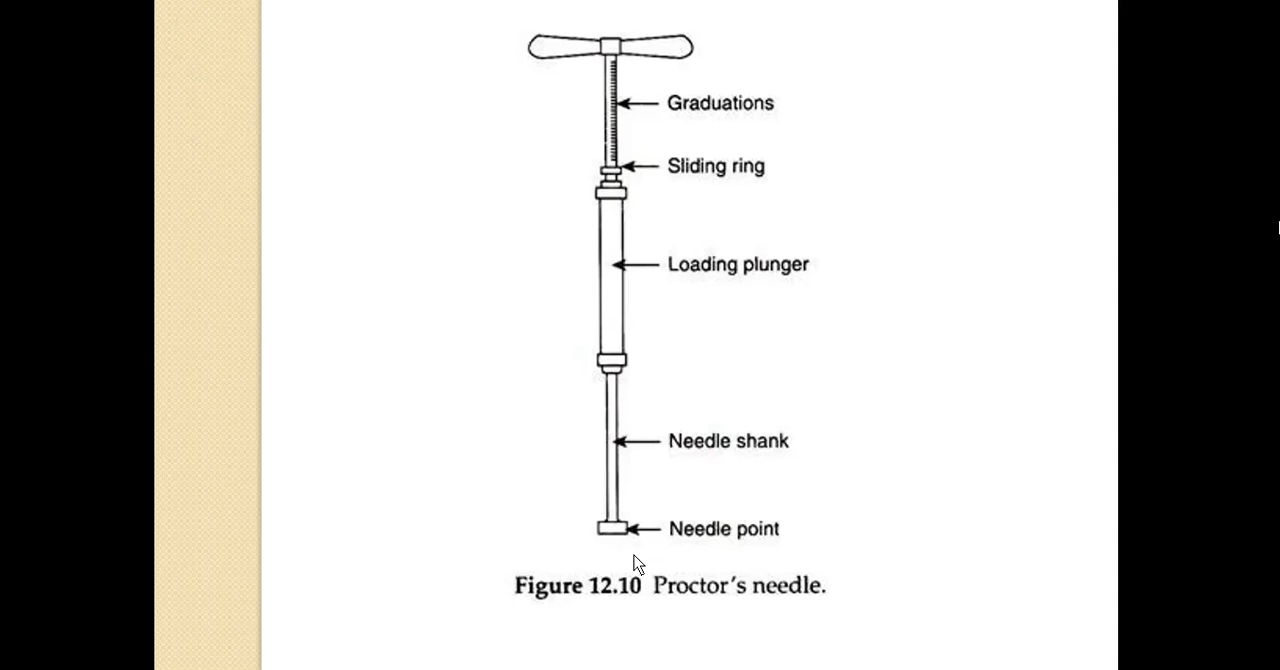 Graduations
Sliding ring
Loading plunger
Needle shank
Needle point
Figure 12.10 Proctor's needle.